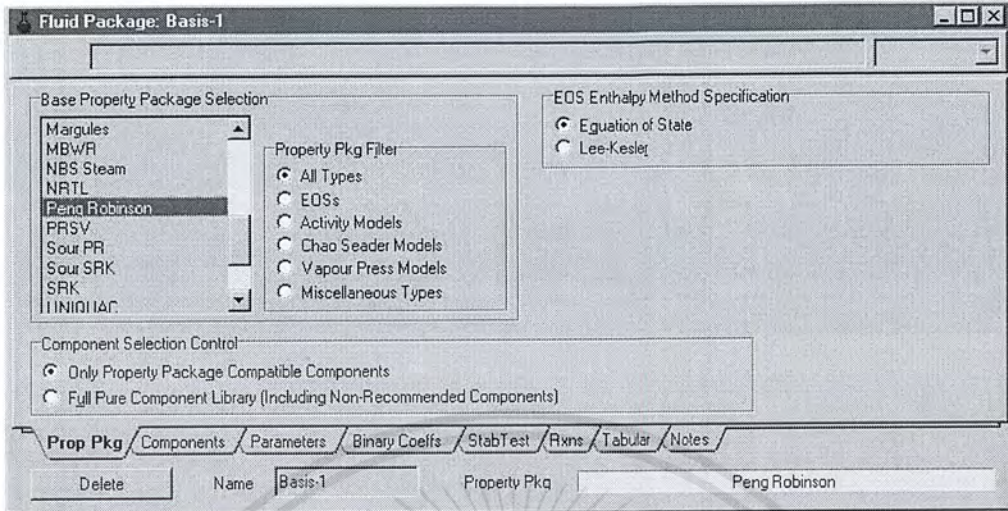 Fluid Package: Basis-1
Base Property Package Selection
Margules
MBWR
NBS Steam
NRTL
Peng Robinson
PRSV
Sour PR
Sour SRK
SRK
UNIQUAC
Property Pkg Filter
All Types
EOSs
Activity Models
Chao Seader Models
Vapour Press Models
Miscellaneous Types
EOS Enthalpy Method Specification
Equation of State
Lee-Kesler
Component Selection Control
Only Property Package Compatible Components
Full Pure Component Library (Including Non-Recommended Components)
Prop Pkg Components Parameters Binary Coeffs StabTest Rxns Tabular Notes
Delete Name Basis-1 Property Pkg Peng Robinson